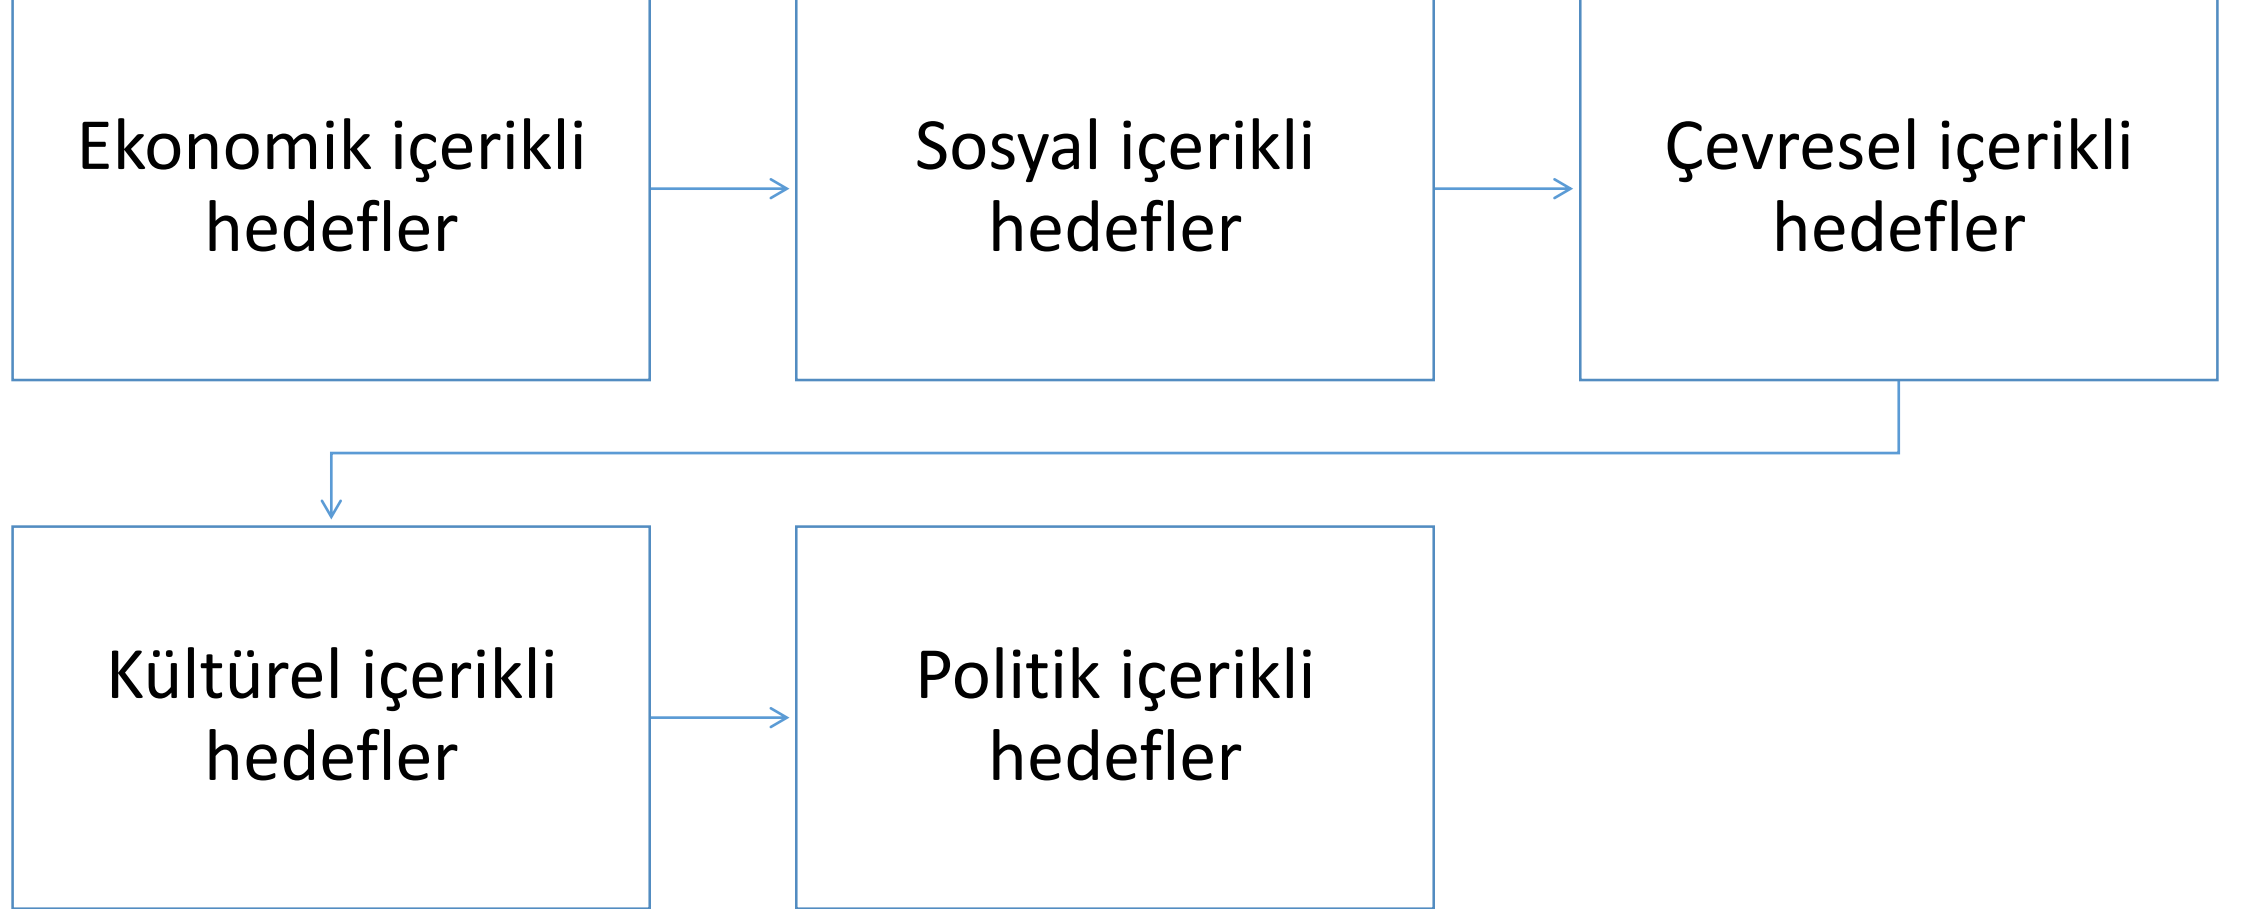 Ekonomik içerikli
hedefler
Sosyal içerikli
hedefler
Çevresel içerikli
hedefler
Kültürel içerikli
hedefler
Politik içerikli
hedefler